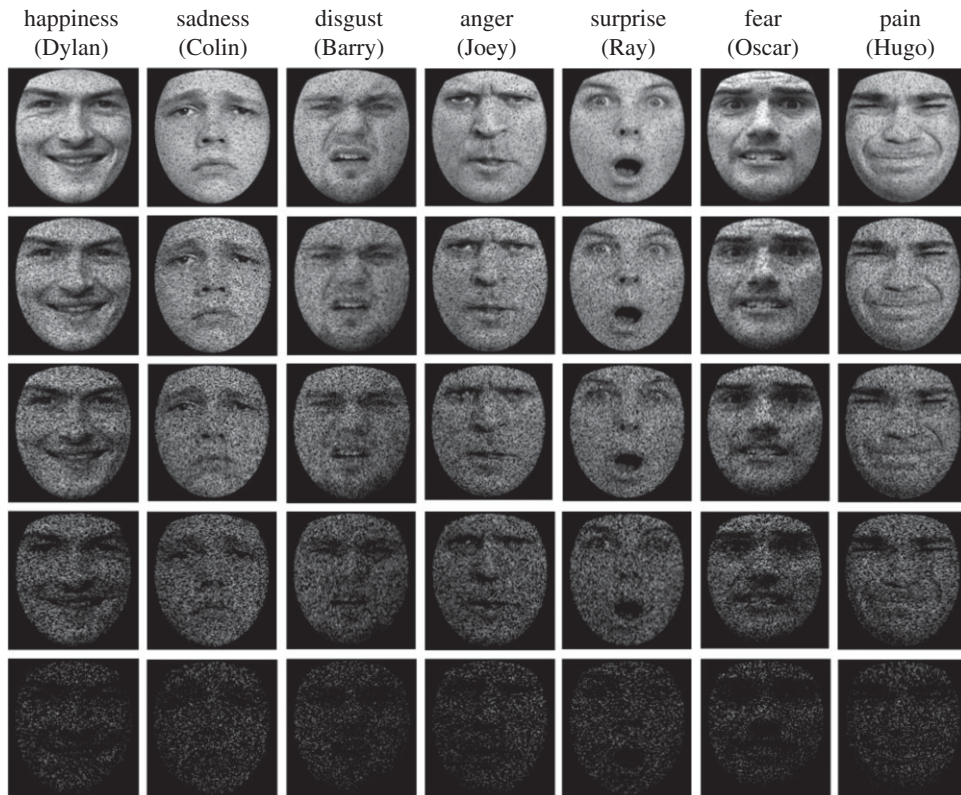 happiness sadness disgust anger surprise fear pain
(Dylan) (Colin) (Barry) (Joey) (Ray) (Oscar) (Hugo)